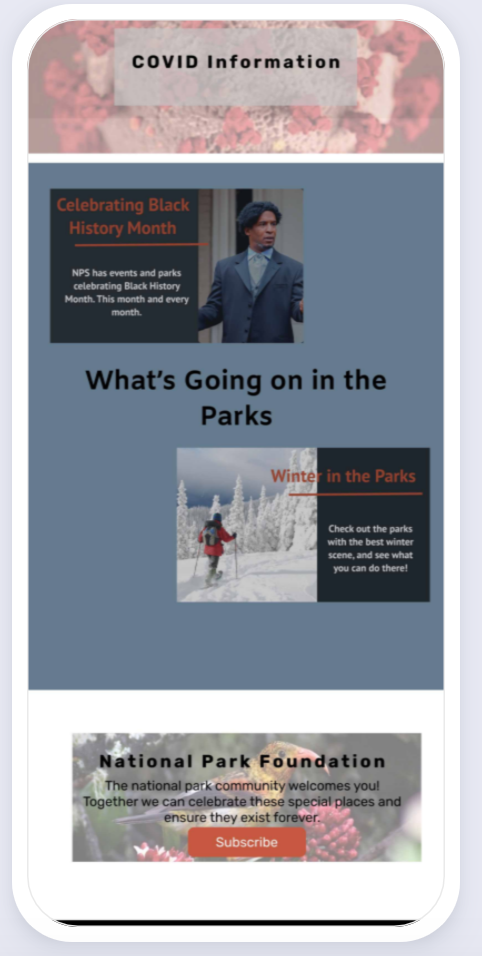 COVID Information
Celebrating Black
History Month
NPS has events and parks
celebrating Black History
Month. This month and every
month.
What's Going on in the
Parks
Winter in the Parks
Check out the parks
with the best winter
scene, and see what
you can do there!
National Park Foundation
The national park community welcomes you!
Together we can celebrate these special places and
ensure they exist forever.
Subscribe